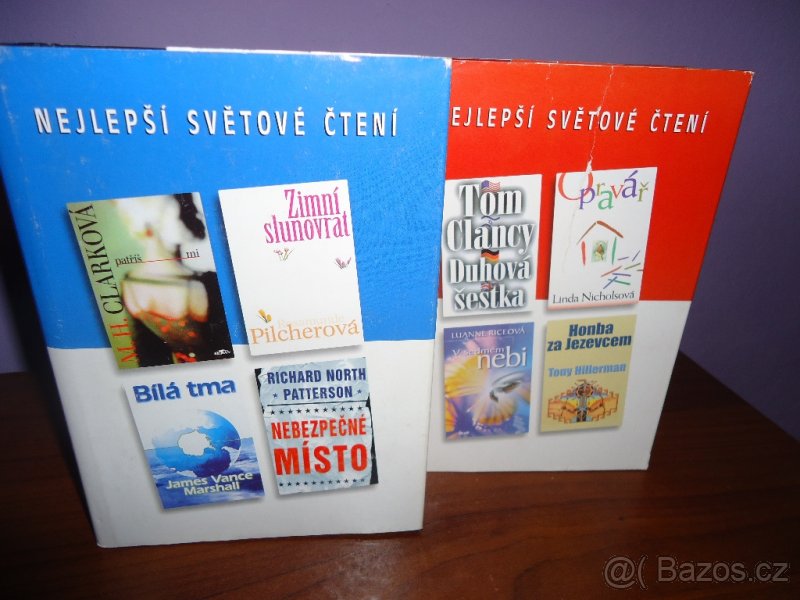 NEJLEPŠÍ SVĚTOVÉ ČTENÍ
M. H. CLARKOVÁ
patříš mi
Zimní
slunovrat
Pilcherová
Bílá tma
James Vance
Marshall
RICHARD NORTH
PATTERSON
NEBEZPEČNÉ
MÍSTO
EJLEPŠÍ SVĚTOVÉ ČTENÍ
Tom
Clancy
Duhová
šestka
Opravář
Linda Nicholsová
LUANNE RICEOVÁ
V sedmém
nebi
Honba
za Jezevcem
Tony Hillerman
@ Bazos.cz